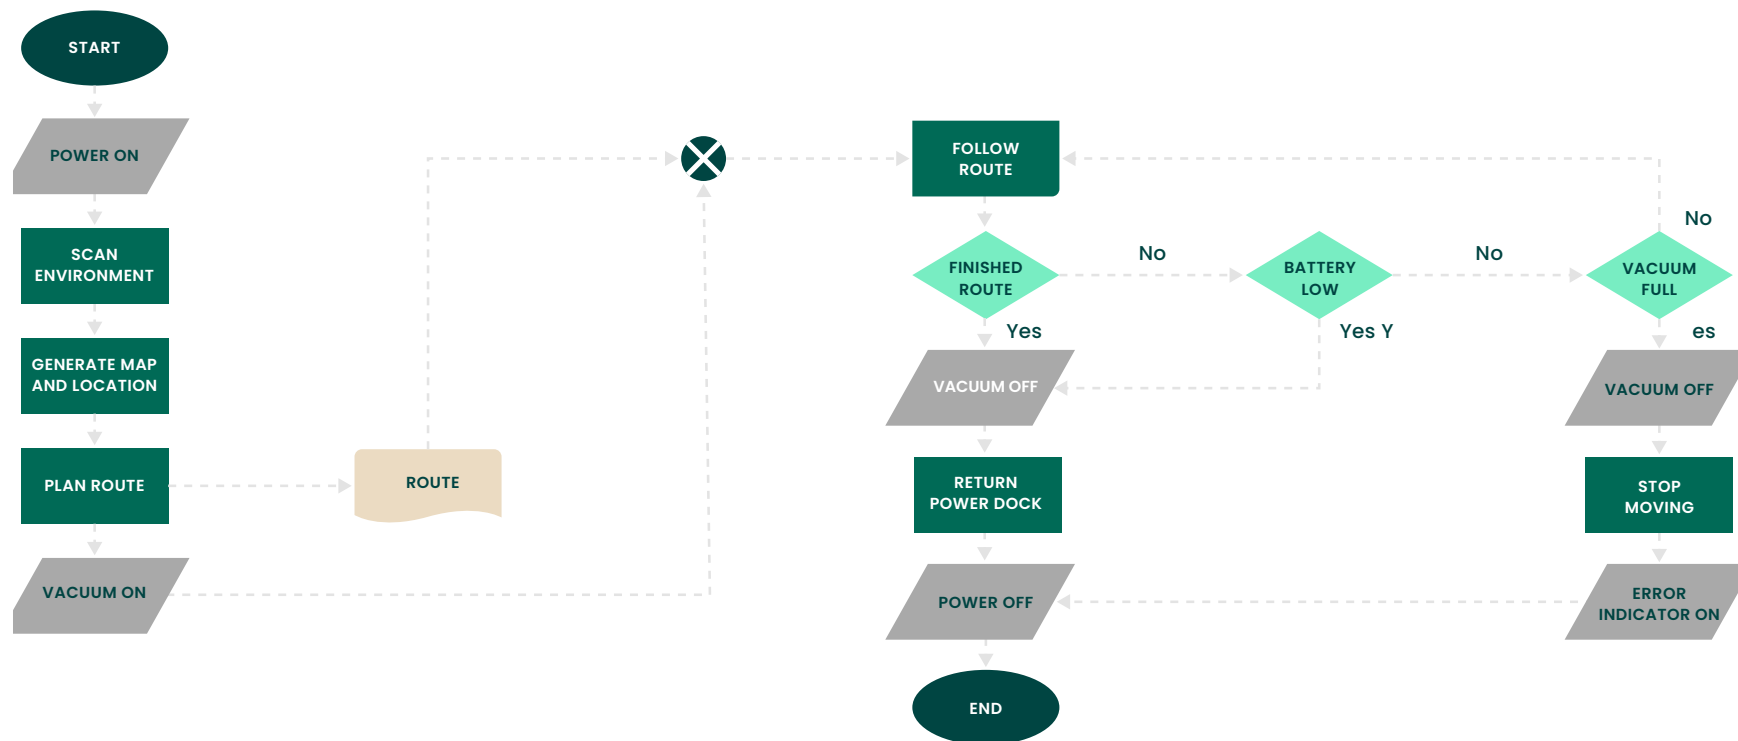 START
POWER ON
SCAN
ENVIRONMENT
GENERATE MAP
AND LOCATION
PLAN ROUTE
VACUUM ON
ROUTE
FOLLOW
ROUTE
FINISHED
ROUTE
No
BATTERY
LOW
No
VACUUM
FULL
No
Yes
Yes Y
es
VACUUM OFF
VACUUM OFF
RETURN
POWER DOCK
STOP
MOVING
POWER OFF
ERROR
INDICATOR ON
END